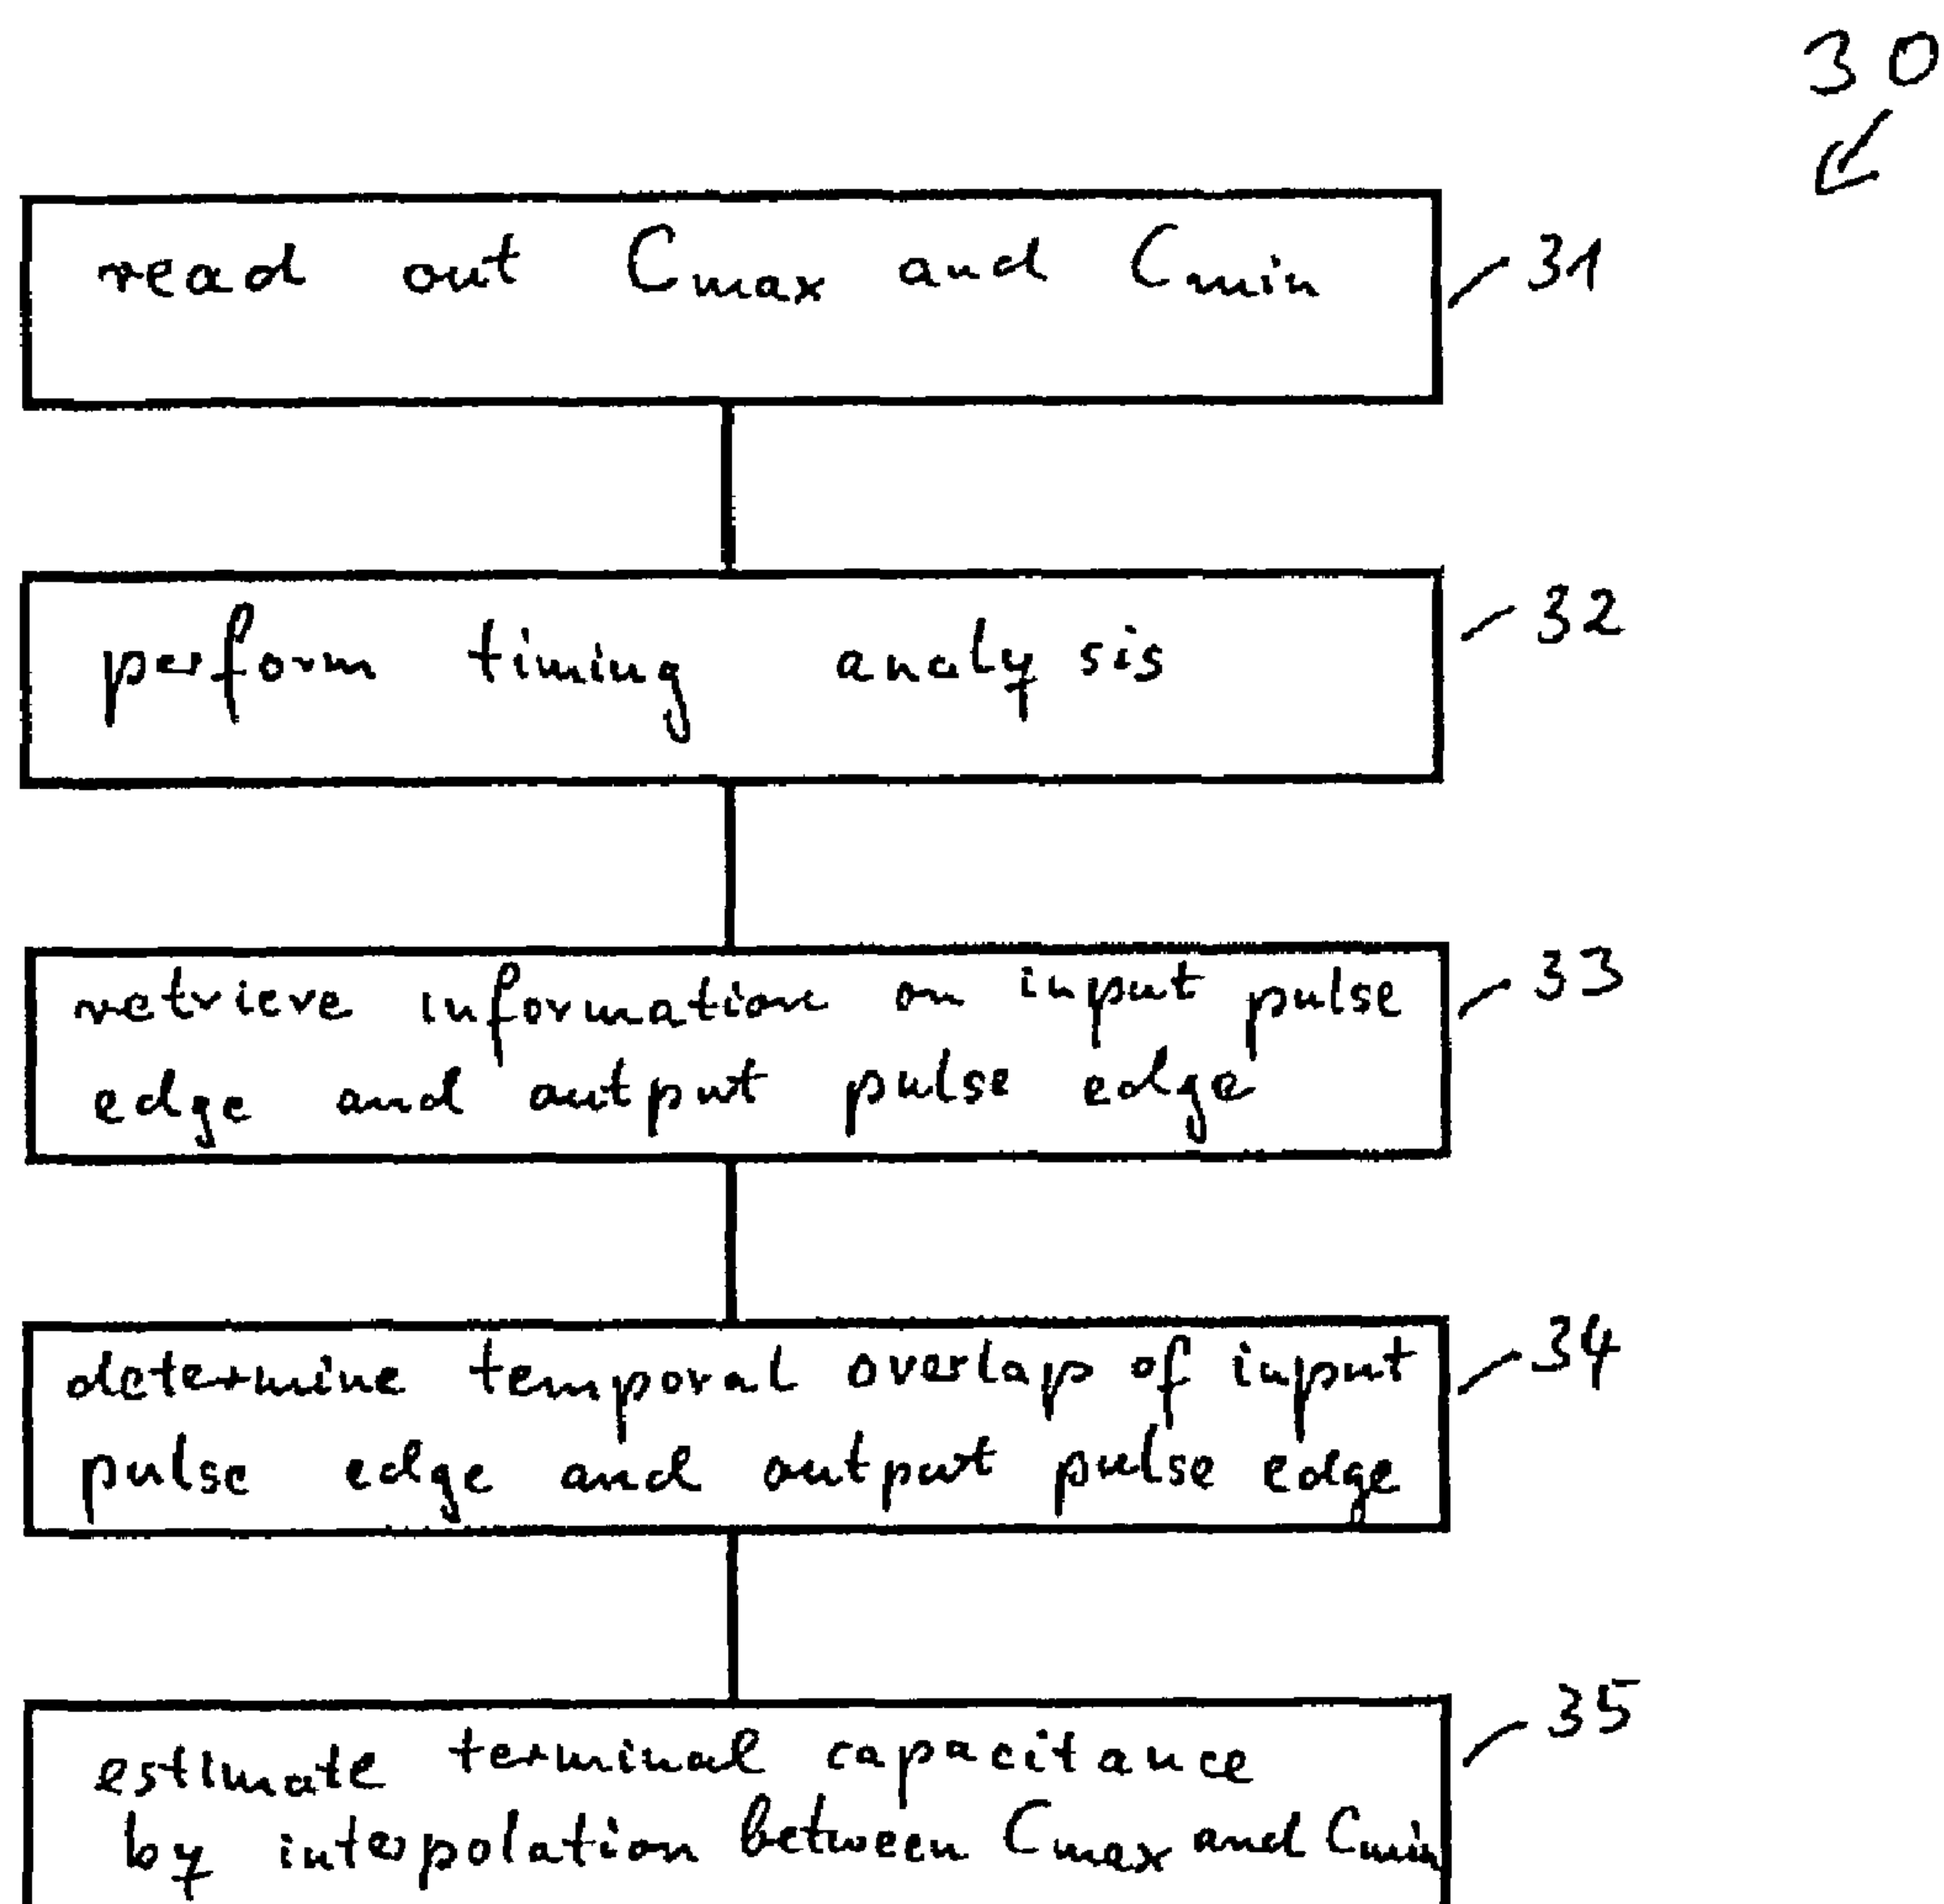 30
read out Cmax and Cmin
31
perform timing analysis
32
retrieve information on input pulse
edge and output pulse edge
33
determine temporal overlap of input
pulse edge and output pulse edge
34
estimate terminal capacitance
by interpolation between Cmax and Cmin
35